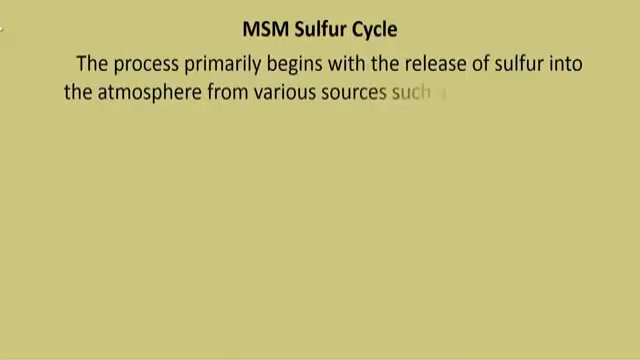 MSM Sulfur Cycle
The process primarily begins with the release of sulfur into
the atmosphere from various sources such